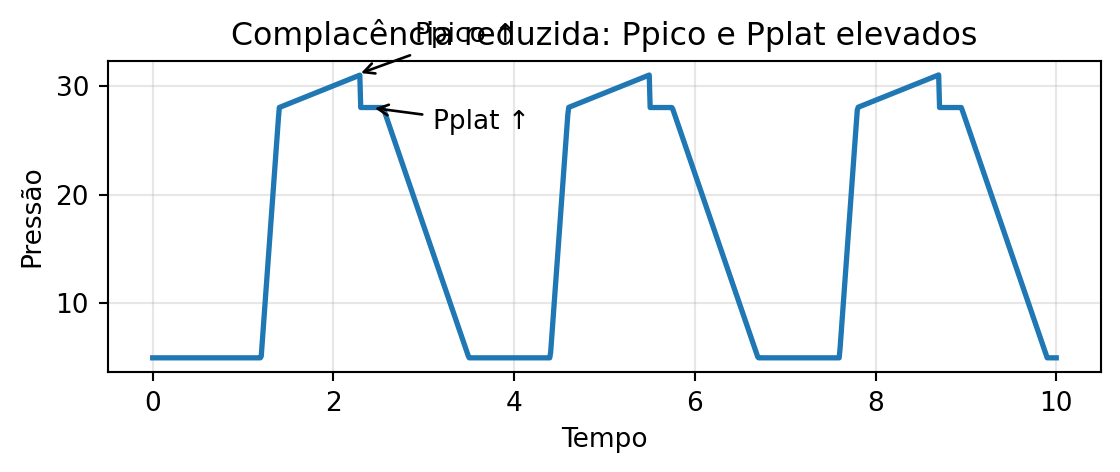 Complacência reduzida: Ppico e Pplat elevados
Ppico ↑
Pplat ↑
Pressão
30
20
10
0 2 4 6 8 10
Tempo